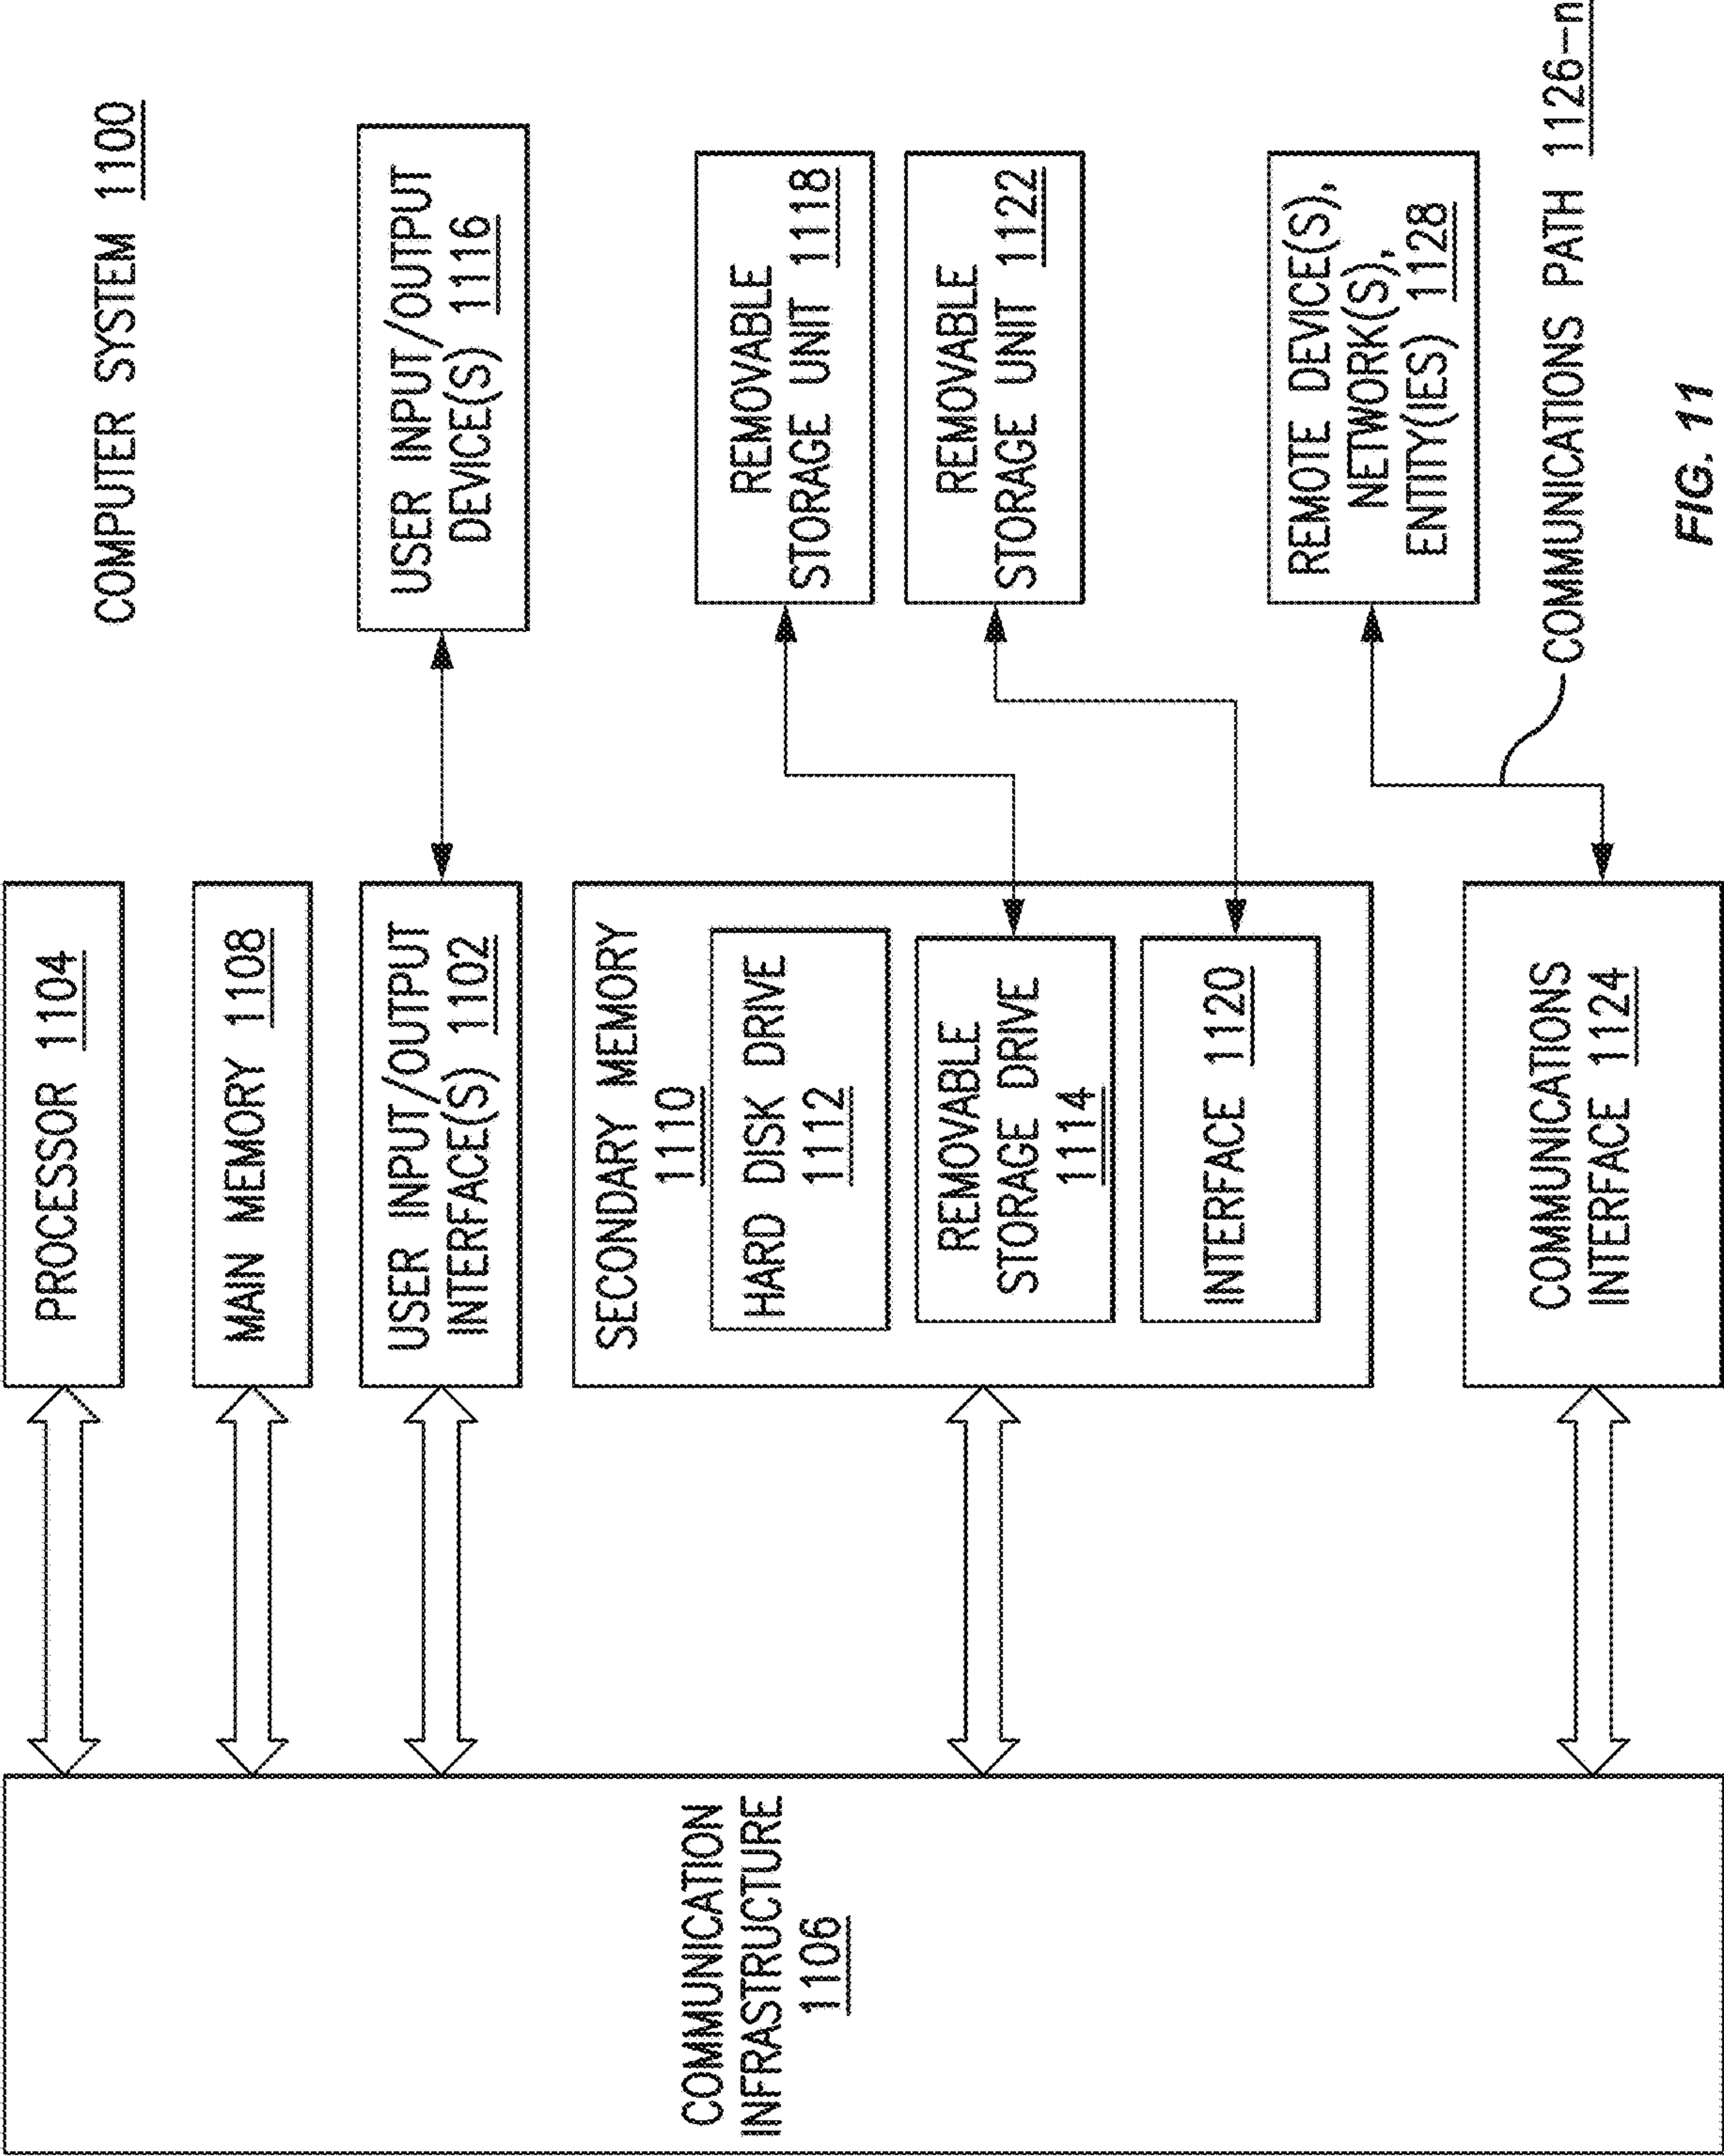 COMPUTER SYSTEM 1100
PROCESSOR 1104
MAIN MEMORY 1108
USER INPUT/OUTPUT
INTERFACE(S) 1102
USER INPUT/OUTPUT
DEVICE(S) 1116
SECONDARY MEMORY
1110
HARD DISK DRIVE
1112
REMOVABLE
STORAGE DRIVE
1114
INTERFACE 1120
REMOVABLE
STORAGE UNIT 1118
REMOVABLE
STORAGE UNIT 1122
COMMUNICATION
INFRASTRUCTURE
1106
COMMUNICATIONS
INTERFACE 1124
REMOTE DEVICE(S),
NETWORK(S),
ENTITY(IES) 1128
COMMUNICATIONS PATH 1126-n
FIG. 11